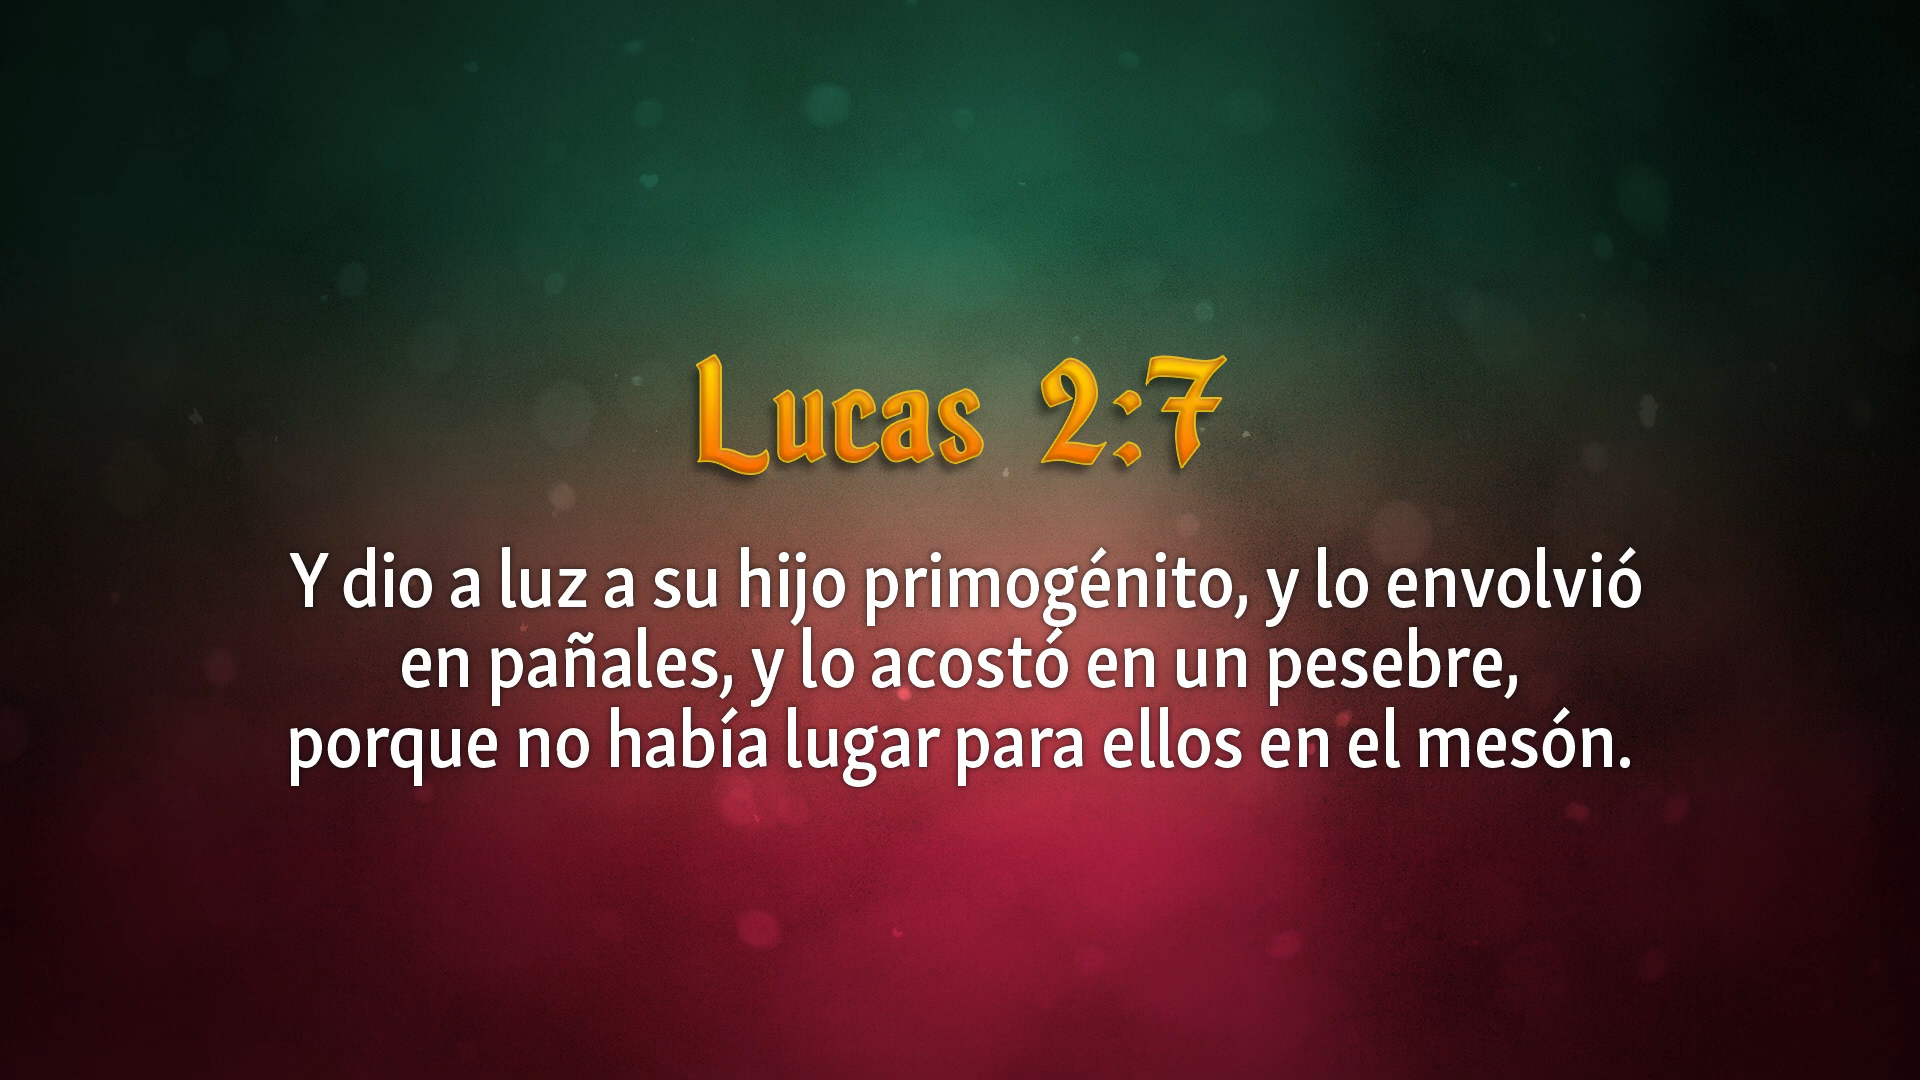 Lucas 2:7
Y dio a luz a su hijo primogénito, y lo envolvió
en pañales, y lo acostó en un pesebre,
porque no había lugar para ellos en el mesón.